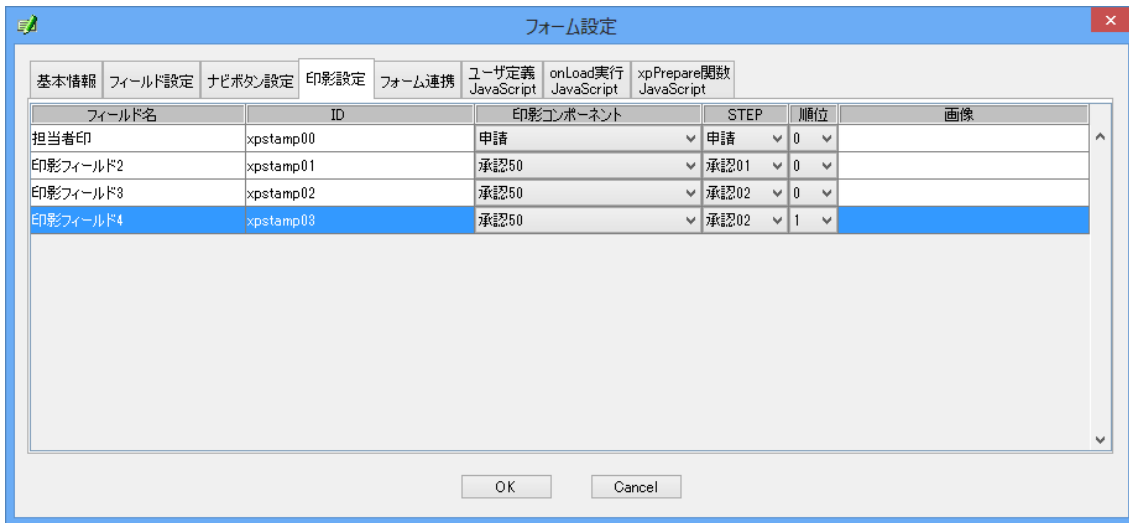 フォーム設定
基本情報 フィールド設定 ナビボタン設定 印影設定 フォーム連携 ユーザ定義 JavaScript onLoad実行 JavaScript xpPrepare関数 JavaScript
フィールド名 ID 印影コンポーネント STEP 順位 画像
担当者印 xpstamp00 申請 申請 0
印影フィールド2 xpstamp01 承認50 承認01 0
印影フィールド3 xpstamp02 承認50 承認02 0
印影フィールド4 xpstamp03 承認50 承認02 1
OK Cancel